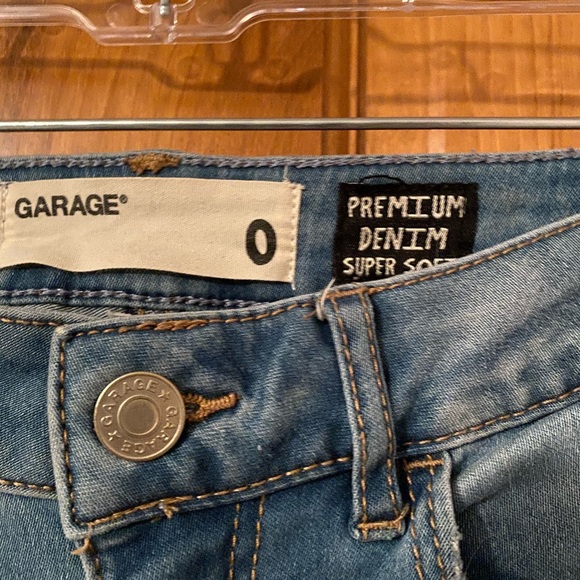 GARAGE®
0
PREMIUM
DENIM
SUPER SOFT
GARAGE ★ GARAGE ★